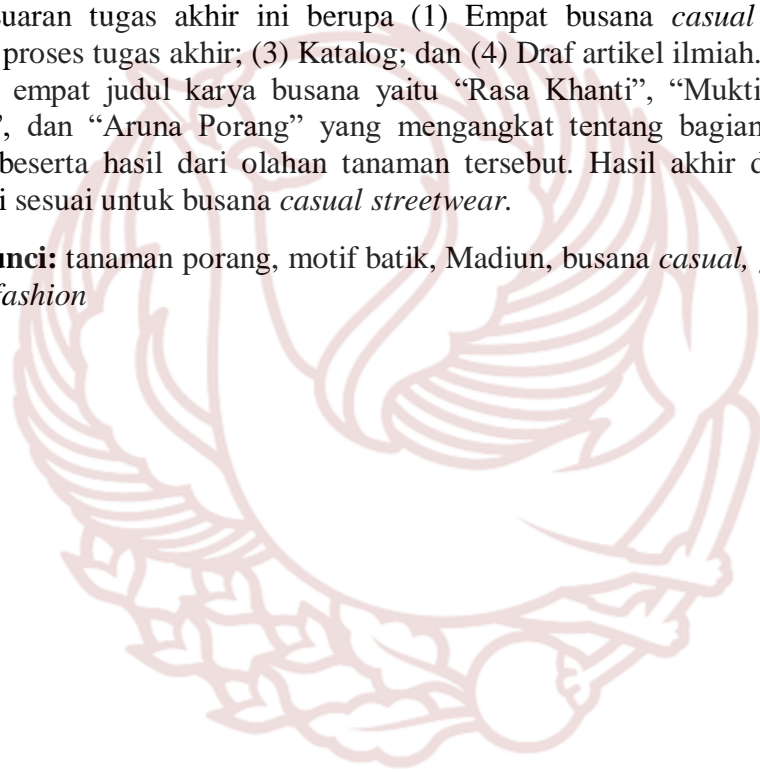 suaran tugas akhir ini berupa (1) Empat busana casual
proses tugas akhir; (3) Katalog; dan (4) Draf artikel ilmiah.
empat judul karya busana yaitu “Rasa Khanti”, “Mukti
”, dan “Aruna Porang” yang mengangkat tentang bagian
beserta hasil dari olahan tanaman tersebut. Hasil akhir d
i sesuai untuk busana casual streetwear.
unci: tanaman porang, motif batik, Madiun, busana casual,
fashion